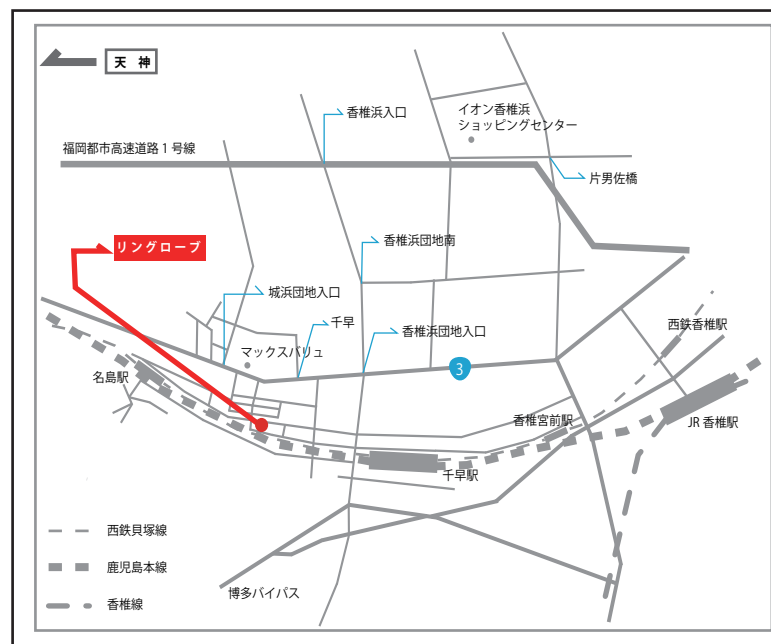 天 神
香椎浜入口
イオン香椎浜
ショッピングセンター
福岡都市高速道路1号線
片男佐橋
リングローブ
香椎浜団地南
城浜団地入口
千早
香椎浜団地入口
西鉄香椎駅
マックスバリュ
3
名島駅
香椎宮前駅
JR香椎駅
千早駅
西鉄貝塚線
鹿児島本線
博多バイパス
香椎線